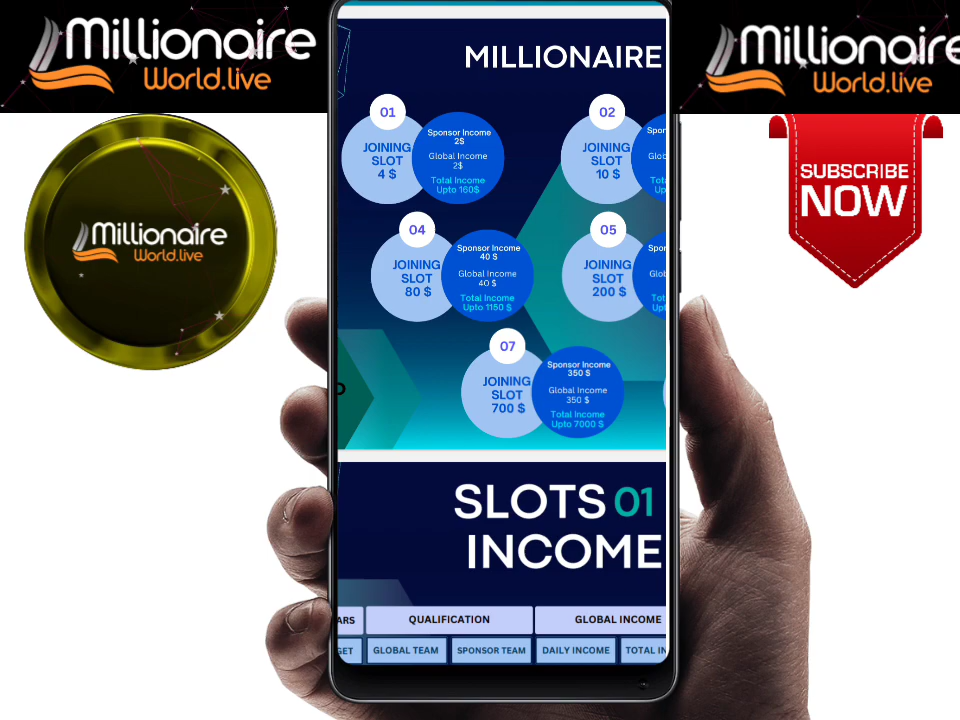 Millionaire
World.live
Millionaire
World.live
Millionaire
World.live
SUBSCRIBE
NOW
MILLIONAIRE
01
JOINING
SLOT
4 $
Sponsor Income
2$
Global Income
2$
Total Income
Upto 160$
02
JOINING
SLOT
10 $
04
JOINING
SLOT
80 $
Sponsor Income
40 $
Global Income
40 $
Total Income
Upto 1150 $
05
JOINING
SLOT
200 $
07
JOINING
SLOT
700 $
Sponsor Income
350 $
Global Income
350 $
Total Income
Upto 7000 $
SLOTS 01
INCOME
QUALIFICATION
GLOBAL INCOME
GLOBAL TEAM
SPONSOR TEAM
DAILY INCOME
TOTAL